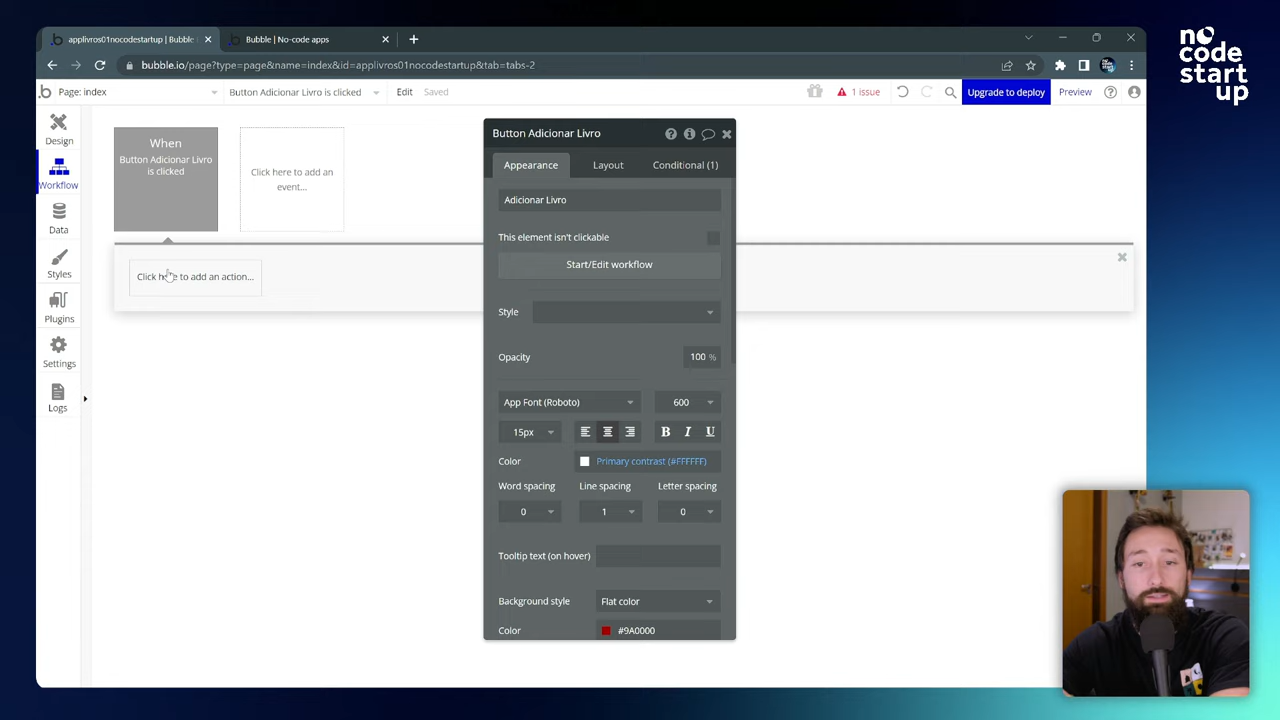 applivros01nocodestartup | Bubble
Bubble | No-code apps
bubble.io/page?type=page&name=index&id=applivros01nocodestartup&tab=tabs-2
no
code
start
up
Page: index
Button Adicionar Livro is clicked
Edit
Saved
1 issue
Upgrade to deploy
Preview
Design
Workflow
Data
Styles
Plugins
Settings
Logs
When
Button Adicionar Livro
is clicked
Click here to add an
event...
Click here to add an action...
Button Adicionar Livro
Appearance
Layout
Conditional (1)
Adicionar Livro
This element isn't clickable
Start/Edit workflow
Style
Opacity
100 %
App Font (Roboto)
600
15px
B I U
Color
Primary contrast (#FFFFFF)
Word spacing
Line spacing
Letter spacing
0
1
0
Tooltip text (on hover)
Background style
Flat color
Color
#9A0000